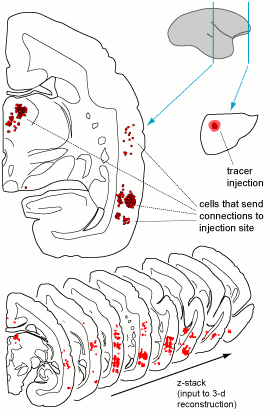 tracer
injection
cells that send
connections to
injection site
z-stack
(input to 3-d
reconstruction)